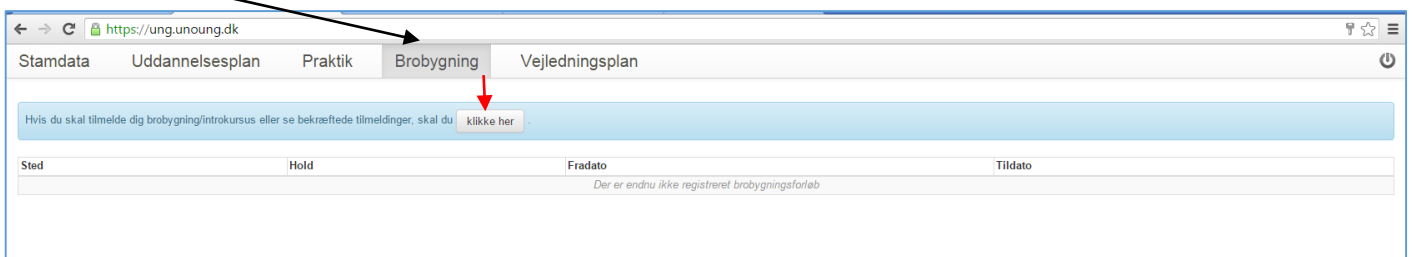 https://ung.unoung.dk
Stamdata Uddannelsesplan Praktik Brobygning Vejledningsplan
Hvis du skal tilmelde dig brobygning/introkursus eller se bekræftede tilmeldinger, skal du klikke her .
Sted Hold Fradato Tildato
Der er endnu ikke registreret brobygningsforløb